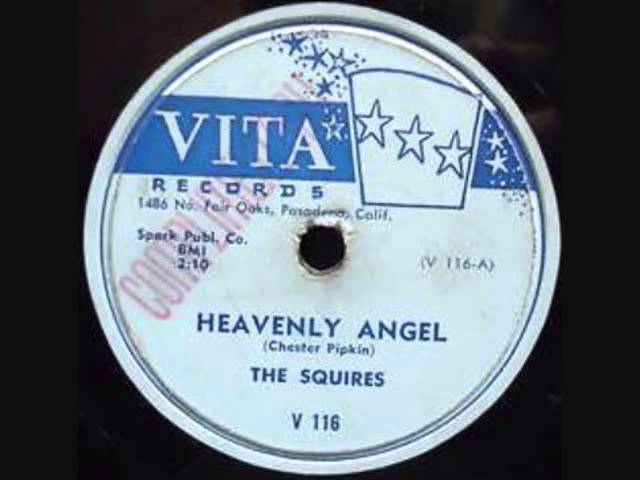 VITA
RECORDS
1486 No. Fair Oaks, Pasadena, Calif.
Spark Publ. Co.
BMI
2:10
(V 116-A)
HEAVENLY ANGEL
(Chester Pipkin)
THE SQUIRES
V 116